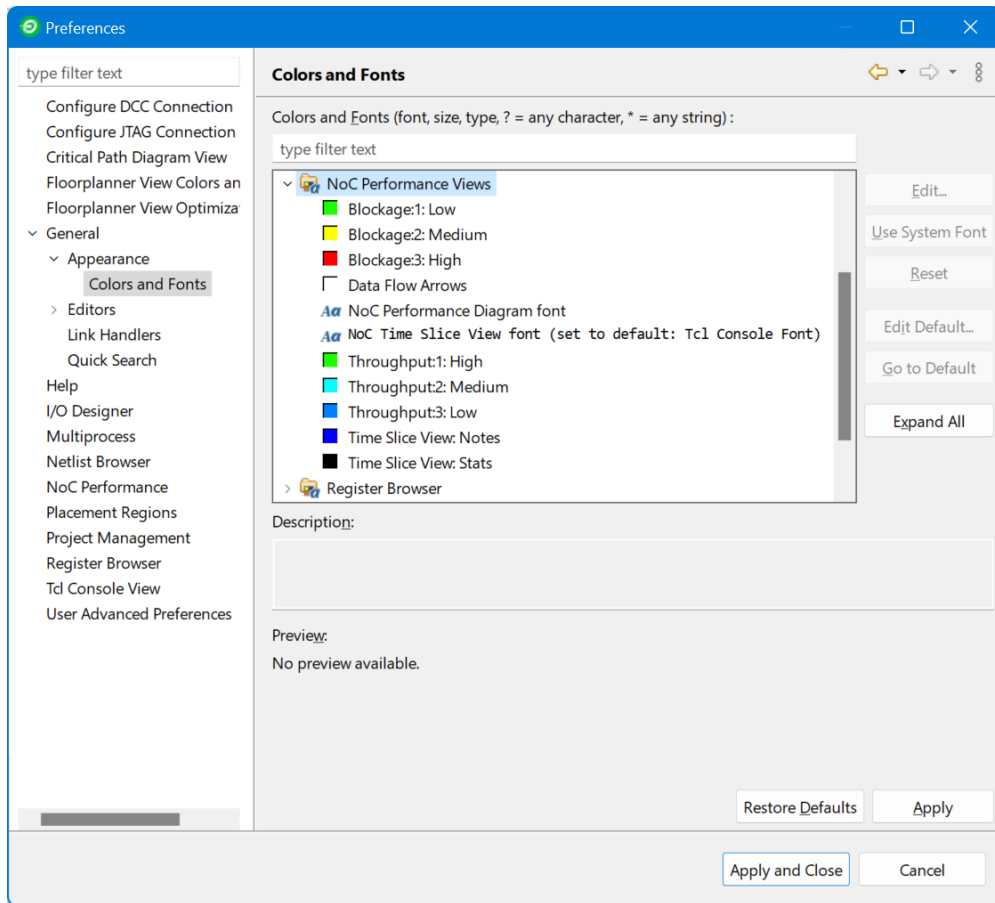 Preferences
type filter text
Configure DCC Connection
Configure JTAG Connection
Critical Path Diagram View
Floorplanner View Colors an
Floorplanner View Optimiza
General
Appearance
Colors and Fonts
Editors
Link Handlers
Quick Search
Help
I/O Designer
Multiprocess
Netlist Browser
NoC Performance
Placement Regions
Project Management
Register Browser
Tcl Console View
User Advanced Preferences
Colors and Fonts
Colors and Fonts (font, size, type, ? = any character, * = any string) :
type filter text
NoC Performance Views
Blockage:1: Low
Blockage:2: Medium
Blockage:3: High
Data Flow Arrows
Aa NoC Performance Diagram font
Aa NoC Time Slice View font (set to default: Tcl Console Font)
Throughput:1: High
Throughput:2: Medium
Throughput:3: Low
Time Slice View: Notes
Time Slice View: Stats
Register Browser
Edit...
Use System Font
Reset
Edit Default...
Go to Default
Expand All
Description:
Preview:
No preview available.
Restore Defaults
Apply
Apply and Close
Cancel